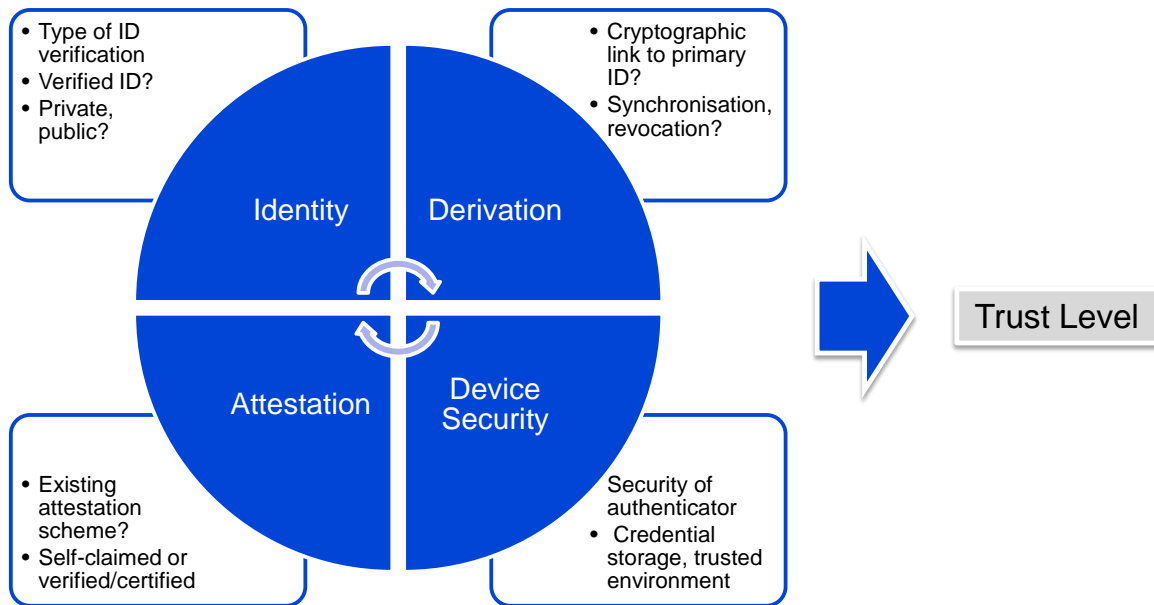 • Type of ID
verification
• Verified ID?
• Private,
public?
• Cryptographic
link to primary
ID?
• Synchronisation,
revocation?
Identity
Derivation
Trust Level
Attestation
Device
Security
• Existing
attestation
scheme?
• Self-claimed or
verified/certified
Security of
authenticator
• Credential
storage, trusted
environment